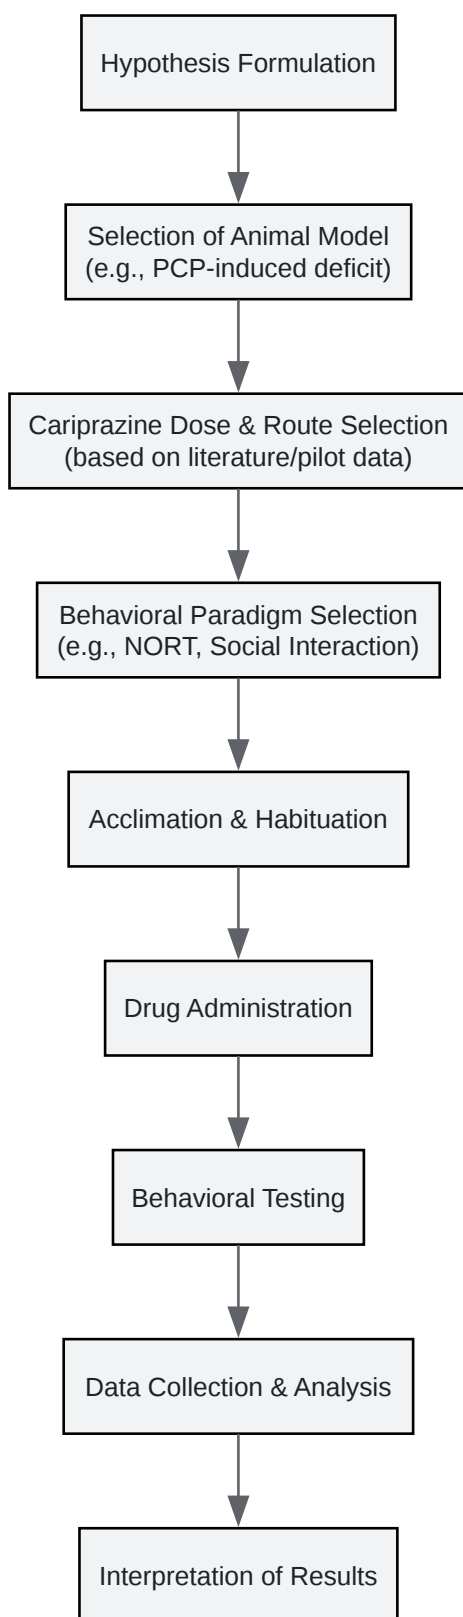 Hypothesis Formulation
Selection of Animal Model
(e.g., PCP-induced deficit)
Cariprazine Dose & Route Selection
(based on literature/pilot data)
Behavioral Paradigm Selection
(e.g., NORT, Social Interaction)
Acclimation & Habituation
Drug Administration
Behavioral Testing
Data Collection & Analysis
Interpretation of Results